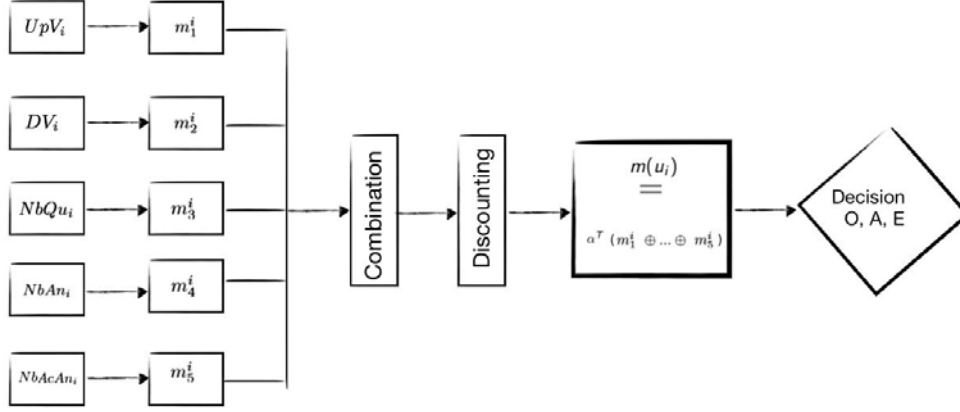 UpV_i
m_1^i
DV_i
m_2^i
NbQu_i
m_3^i
NbAn_i
m_4^i
NbAcAn_i
m_5^i
Combination
Discounting
m(u_i)
=
α^T (m_1^i ⊕ ... ⊕ m_5^i)
Decision
O, A, E